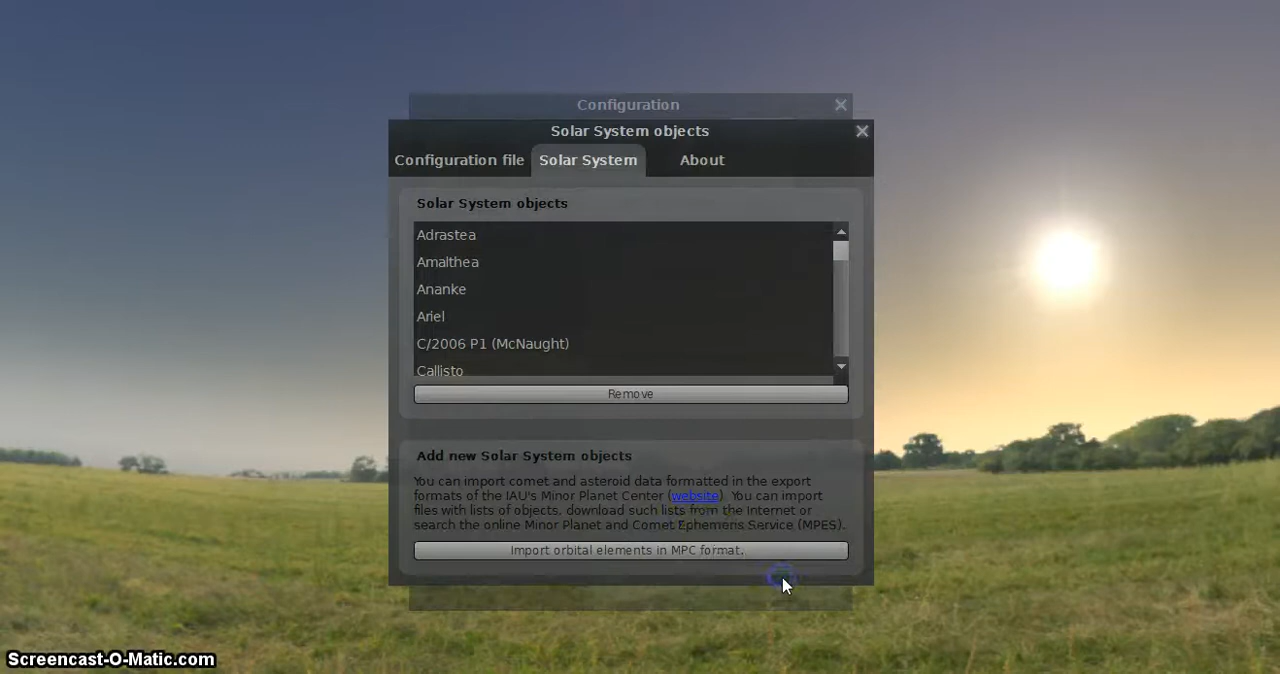 Configuration
Solar System objects
Configuration file
Solar System
About
Solar System objects
Adrastea
Amalthea
Ananke
Ariel
C/2006 P1 (McNaught)
Callisto
Remove
Add new Solar System objects
You can import comet and asteroid data formatted in the export
formats of the IAU's Minor Planet Center (website). You can import
files with lists of objects, download such lists from the Internet or
search the online Minor Planet and Comet Ephemeris Service (MPES).
Import orbital elements in MPC format.
Screencast-O-Matic.com